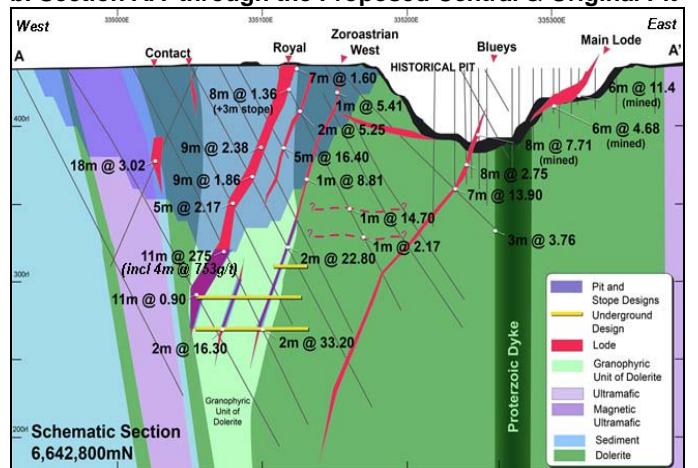 b. Section A-A' through the Proposed Central & Original Pit
West
East
335000E
335100E
335200E
335300E
A
A'
Contact
Royal
Zoroastrian
West
Blueys
Main Lode
HISTORICAL PIT
400rl
300rl
200rl
7m @ 1.60
8m @ 1.36
(+3m stope)
1m @ 5.41
2m @ 5.25
6m @ 11.4
(mined)
6m @ 4.68
(mined)
8m @ 7.71
(mined)
9m @ 2.38
5m @ 16.40
18m @ 3.02
9m @ 1.86
1m @ 8.81
8m @ 2.75
7m @ 13.90
5m @ 2.17
? ?
1m @ 14.70
? ?
1m @ 2.17
3m @ 3.76
11m @ 275
(incl 4m @ 753g/t)
2m @ 22.80
11m @ 0.90
2m @ 16.30
2m @ 33.20
Granophyric
Unit of
Dolerite
Proterzoic Dyke
Schematic Section
6,642,800mN
Pit and
Stope Designs
Underground
Design
Lode
Granophyric
Unit of Dolerite
Ultramafic
Magnetic
Ultramafic
Sediment
Dolerite